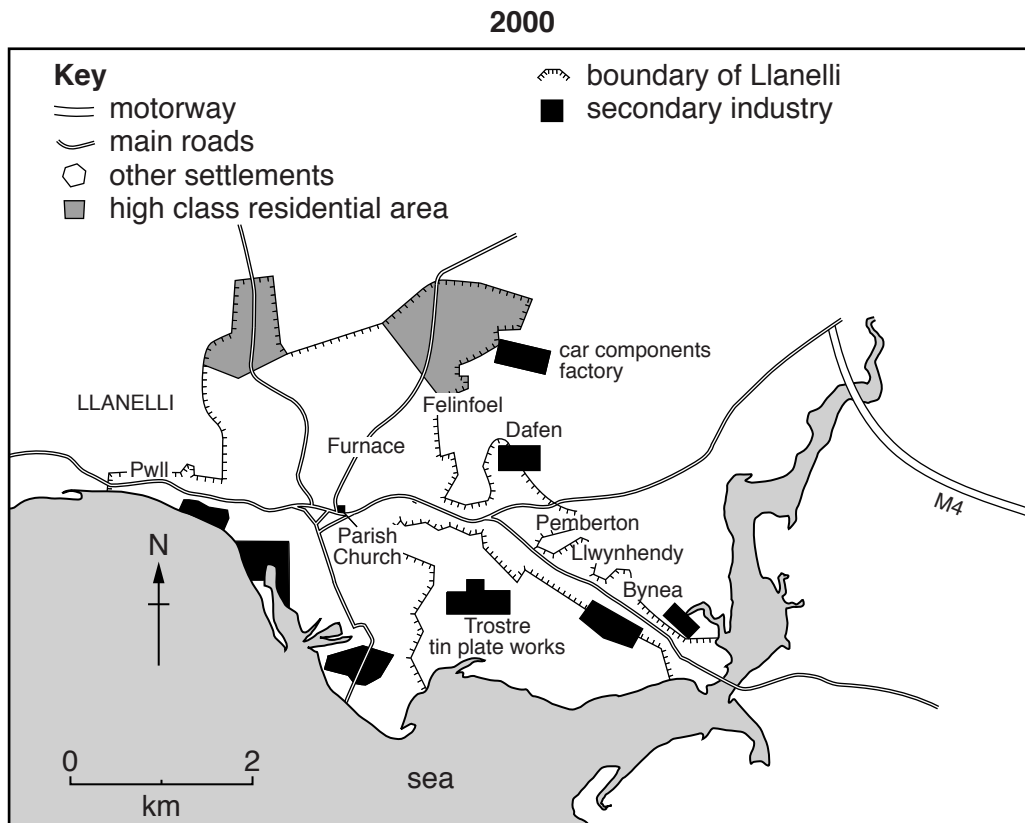 2000
Key
motorway
main roads
other settlements
high class residential area
boundary of Llanelli
secondary industry
car components
factory
LLANELLI
Felinfoel
Dafen
Furnace
Pwll
M4
Parish
Church
Pemberton
Llwynhendy
Bynea
N
Trostre
tin plate works
0 2
km
sea